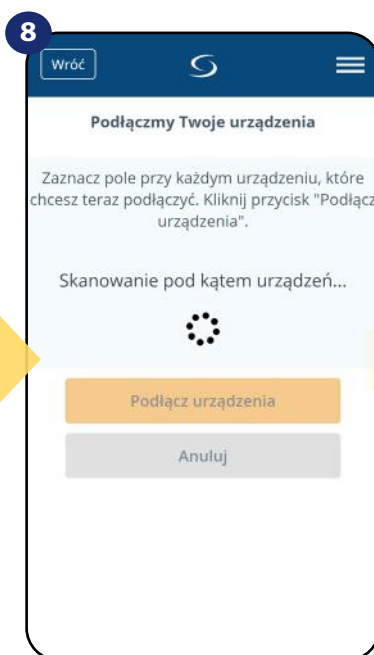 8
Wróć
Podłączmy Twoje urządzenia
Zaznacz pole przy każdym urządzeniu, które
chcesz teraz podłączyć. Kliknij przycisk "Podłącz
urządzenia".
Skanowanie pod kątem urządzeń...
Podłącz urządzenia
Anuluj